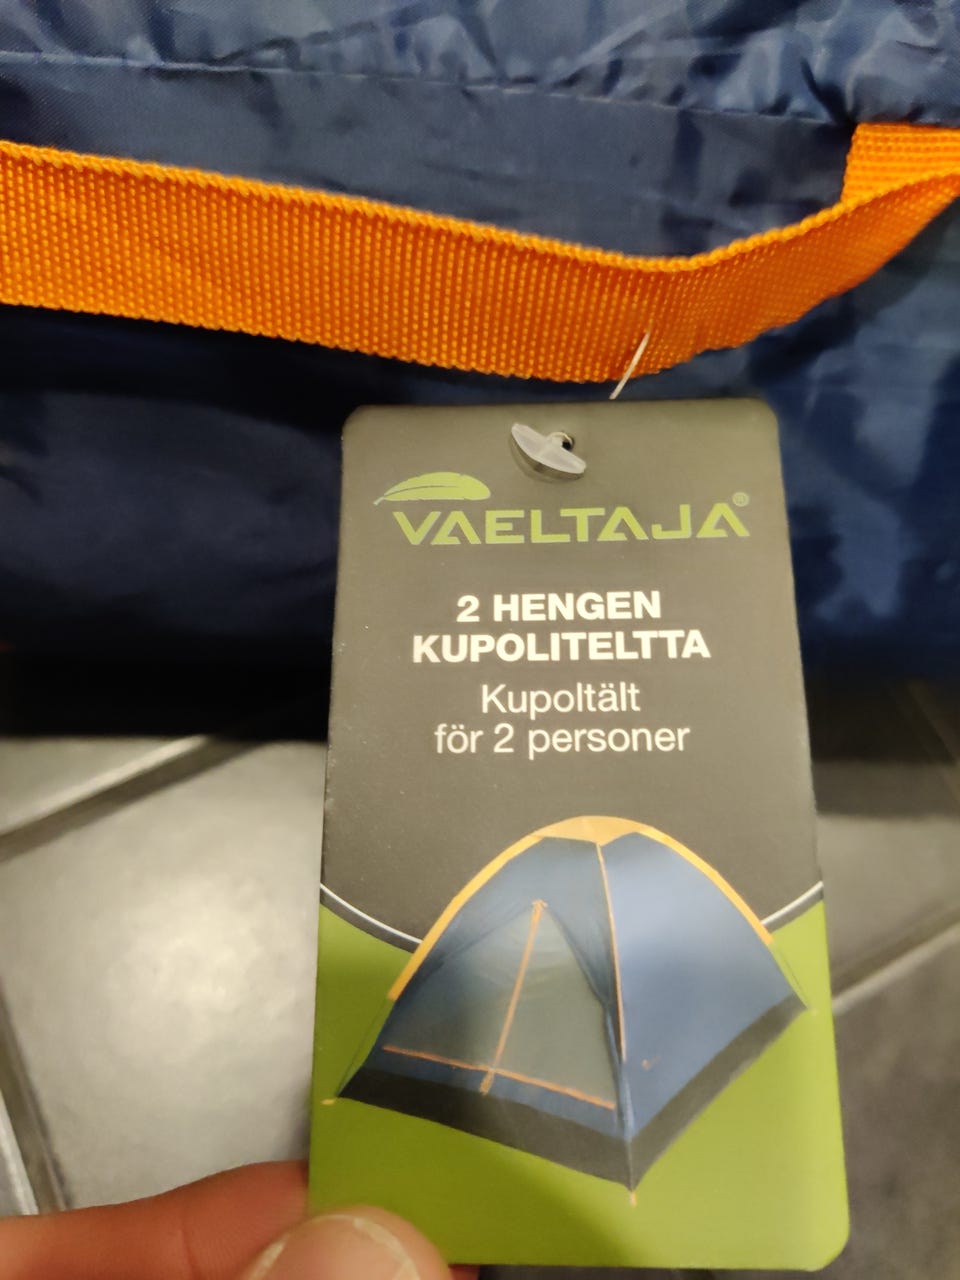 VAELTAJA®
2 HENGEN
KUPOLITELTTA
Kupoltält
för 2 personer